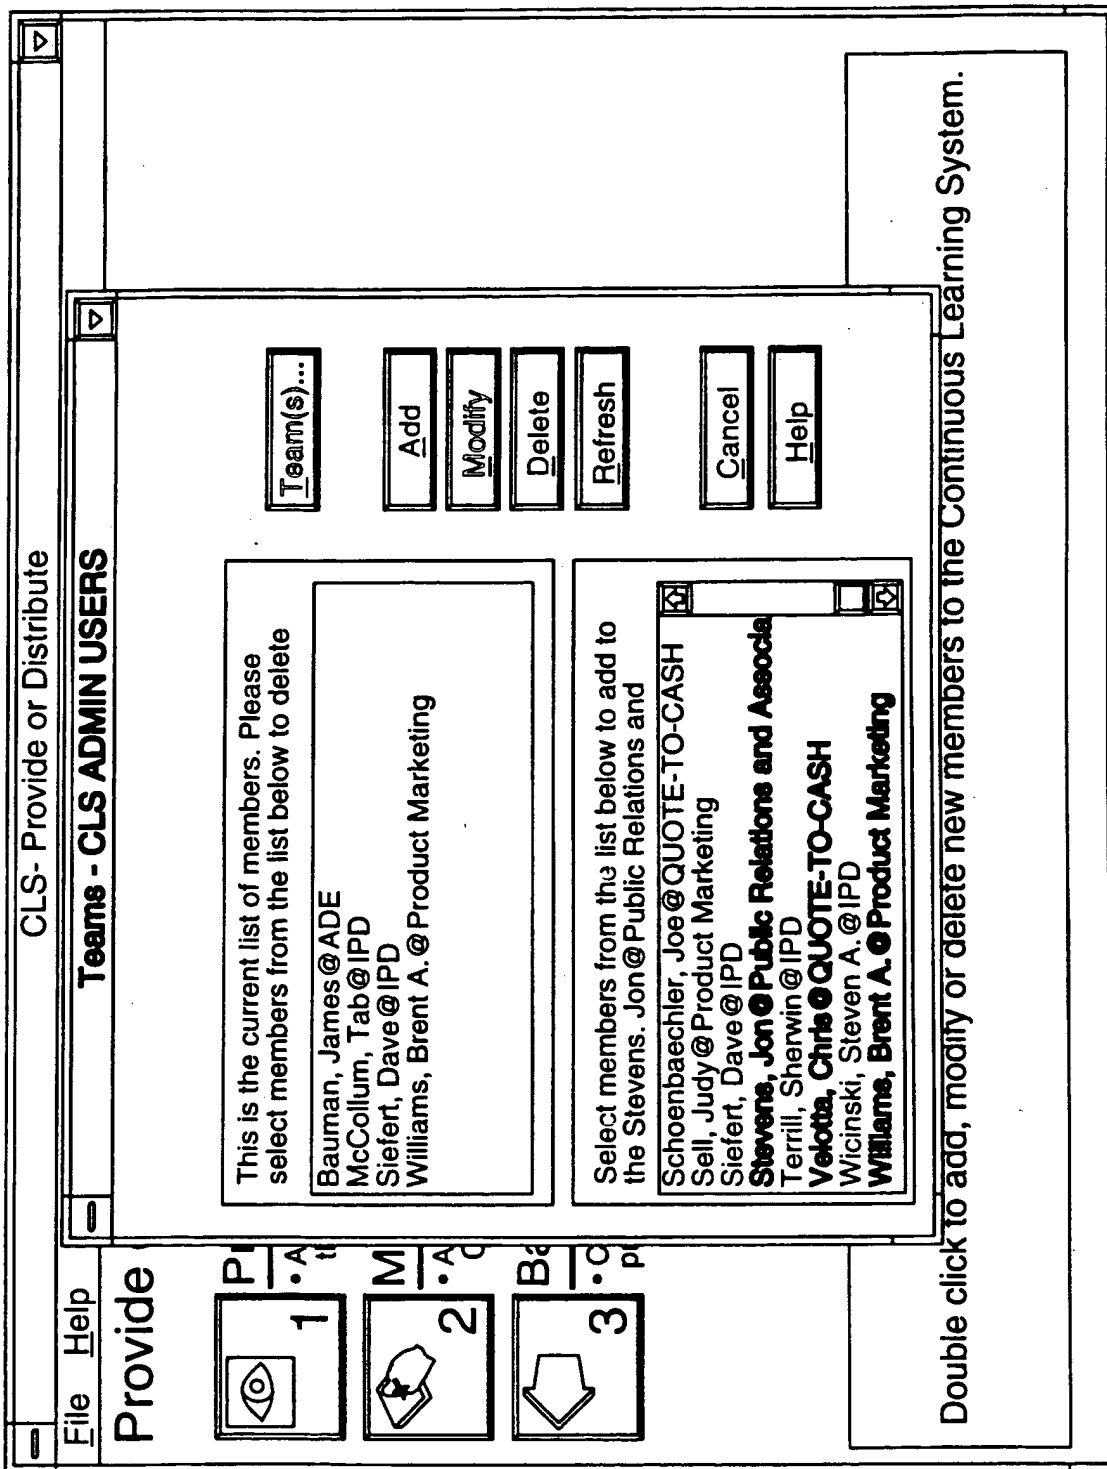 CLS- Provide or Distribute
File Help
Provide
1
P
• A
2
M
• A
3
Ba
• C
Teams - CLS ADMIN USERS
This is the current list of members. Please
select members from the list below to delete
Bauman, James@ADE
McCollum, Tab@IPD
Siefert, Dave@IPD
Williams, Brent A.@Product Marketing
Select members from the list below to add to
the Stevens. Jon@Public Relations and
Schoenbaechler, Joe@QUOTE-TO-CASH
Sell, Judy@Product Marketing
Siefert, Dave@IPD
Stevens, Jon@Public Relations and Associa
Terrill, Sherwin@IPD
Velotta, Chris@QUOTE-TO-CASH
Wicinski, Steven A.@IPD
Williams, Brent A.@Product Marketing
Team(s)...
Add
Modify
Delete
Refresh
Cancel
Help
Double click to add, modify or delete new members to the Continuous Learning System.